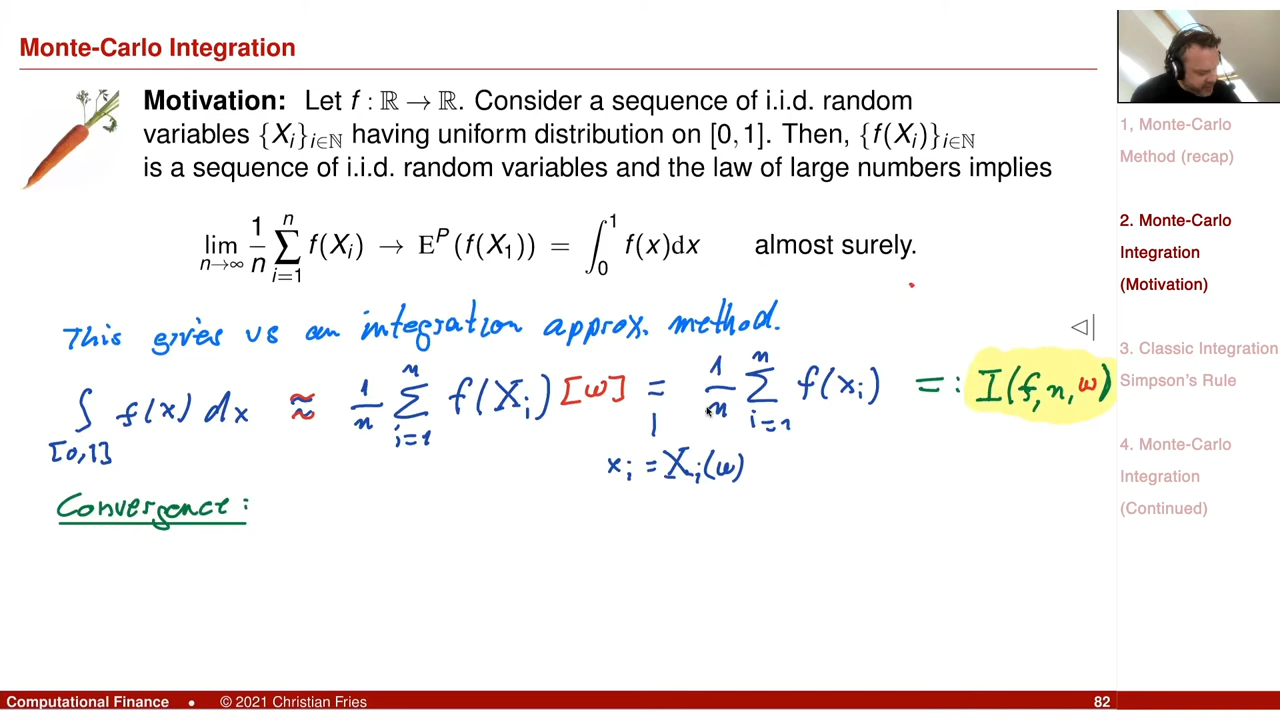 Monte-Carlo Integration
Motivation: Let f : ℝ → ℝ. Consider a sequence of i.i.d. random
variables {X_i}_{i∈ℕ} having uniform distribution on [0,1]. Then, {f(X_i)}_{i∈ℕ}
is a sequence of i.i.d. random variables and the law of large numbers implies
lim_{n→∞} 1/n ∑_{i=1}^{n} f(X_i) → E^P(f(X_1)) = ∫_0^1 f(x)dx almost surely.
This gives us an integration approx. method.
∫_{[0,1]} f(x) dx ≈ 1/n ∑_{i=1}^{n} f(X_i) [ω] = 1/n ∑_{i=1}^{n} f(x_i) =: I(f, n, ω)
x_i = X_i(ω)
Convergence:
1, Monte-Carlo
Method (recap)
2. Monte-Carlo
Integration
(Motivation)
3. Classic Integration
Simpson's Rule
4. Monte-Carlo
Integration
(Continued)
Computational Finance • © 2021 Christian Fries 82